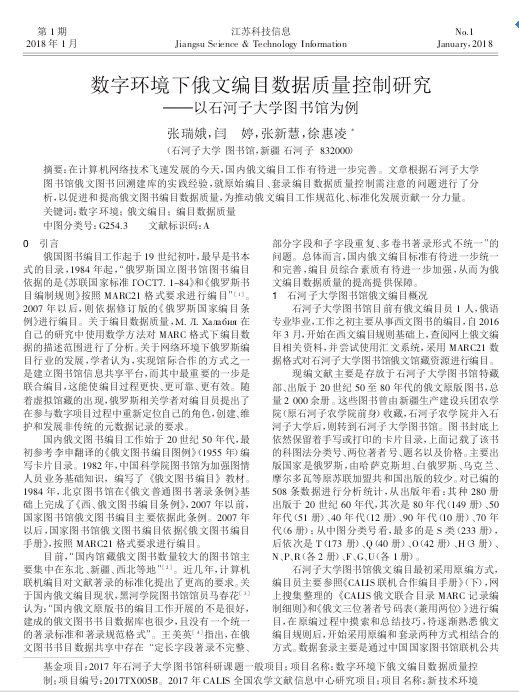 第 1 期
2018 年 1 月
江苏科技信息
Jiangsu Science & Technology Information
No.1
January, 2018
数字环境下俄文编目数据质量控制研究
——以石河子大学图书馆为例
张瑞娥,闫 婷,张新慧,徐惠凌*
(石河子大学 图书馆,新疆 石河子 832000)
摘要:在计算机网络技术飞速发展的今天,国内俄文编目工作有待进一步完善。文章根据石河子大学
图书馆俄文图书回溯建库的实践经验,就原始编目、套录编目数据质量控制需注意的问题进行了分
析,以促进和提高俄文图书编目数据质量,为推动俄文编目工作规范化、标准化发展贡献一分力量。
关键词:数字环境;俄文编目;编目数据质量
中图分类号:G254.3 文献标识码:A
0 引言
俄国图书编目工作起于 19 世纪初叶,最早是书本
式的目录,1984 年起,“俄罗斯国立图书馆图书编目
依据的是《苏联国家标准 ГОСТ7. 1-84》和《俄罗斯书
目编制规则》按照 MARC21 格式要求进行编目”[1]。
2007 年以后,则依据修订版的《俄罗斯国家编目条
例》进行编目。关于编目数据质量,М. Л. Халабия 在
自己的研究中使用数学方法对 MARC 格式下编目数
据的描述范围进行了分析。关于网络环境下俄罗斯编
目行业的发展,学者认为,实现馆际合作的方式之一
是建立图书馆信息共享平台,而其中最重要的一步是
联合编目,这能使编目过程更快、更可靠、更有效。随
着虚拟馆藏的出现,俄罗斯相关学者对编目员提出了
在参与数字项目过程中重新定位自己的角色,创建、维
护和发展非传统的元数据记录的要求。
国内俄文图书编目工作始于 20 世纪 50 年代,最
初参考李申翻译的《俄文图书编目图例》(1955 年)编
写卡片目录。1982 年,中国科学院图书馆为加强图情
人员业务基础知识,编写了《俄文图书编目》教材。
1984 年,北京图书馆在《俄文普通图书著录条例》基
础上完成了《西、俄文图书编目条例》,2007 年以前,
国家图书馆俄文图书编目主要依据此条例。2007 年
以后,国家图书馆俄文图书编目依据《俄文图书编目
手册》,按照 MARC21 格式要求进行编目。
目前,“国内馆藏俄文图书数量较大的图书馆主
要集中在东北、新疆、西北等地”[2]。近几年,计算机
联机编目对文献著录的标准化提出了更高的要求。关
于国内俄文编目现状,黑河学院图书馆馆员马春花[3]
认为:“国内俄文原版书的编目工作开展的不是很好,
建成的俄文图书书目数据库也很少,且没有一个统一
的著录标准和著录规范格式”。王美英[4]指出,在俄
文图书书目数据共享中存在“定长字段著录不完整、
部分字段和子字段重复、多卷书著录形式不统一”的
问题。总体而言,国内俄文编目标准有待进一步统一
和完善,编目员综合素质有待进一步加强,从而为俄
文编目数据质量的提高提供保障。
1 石河子大学图书馆俄文编目概况
石河子大学图书馆目前有俄文编目员 1 人,俄语
专业毕业,工作之初主要从事西文图书的编目,自 2016
年 3 月,开始在西文编目规则基础上,查阅网上俄文编
目相关资料,并尝试使用汇文系统,采用 MARC21 数
据格式对石河子大学图书馆俄文馆藏资源进行编目。
现编文献主要是存放于石河子大学图书馆特藏
部、出版于 20 世纪 50 至 80 年代的俄文原版图书,总
量 2 000 余册。这些图书曾由新疆生产建设兵团农学
院(原石河子农学院前身)收藏,石河子农学院并入石
河子大学后,则转到石河子大学图书馆。图书封底上
依然保留着手写或打印的卡片目录,上面记载了该书
的科图法分类号、两位著者号、题名以及价格。主要出
版国家是俄罗斯,由哈萨克斯坦、白俄罗斯、乌克兰、
摩尔多瓦等原苏联加盟共和国出版的较少。对已编的
508 条数据进行分析统计,从出版年看:其种 280 册
出版于 20 世纪 60 年代,其次是 80 年代(149 册)、50
年代(51 册)、40 年代(12 册)、90 年代(10 册)、70 年
代(6 册);从中图分类号看,最多的是 S 类(233 册),
后依次是 T(173 册)、Q(40 册)、O(42 册)、H(3 册)、
N、P、R(各 2 册)、F、G、U(各 1 册)。
石河子大学图书馆俄文编目最初采用原编方式,
编目员主要参照《CALIS 联机合作编目手册》(下),网
上搜集整理的《CALIS 俄文联合目录 MARC 记录编
制细则》和《俄文三位著者号码表(兼用两位)》进行编
目,在原编过程中摸索和总结技巧,待逐渐熟悉俄文
编目规则后,开始采用原编和套录两种方式相结合的
方式。数据套录主要是通过中国国家图书馆联机公共
基金项目:2017 年石河子大学图书馆科研课题一般项目;项目名称:数字环境下俄文编目数据质量控
制;项目编号:2017TX005B。2017 年 CALIS 全国农学文献信息中心研究项目;项目名称:新技术环境